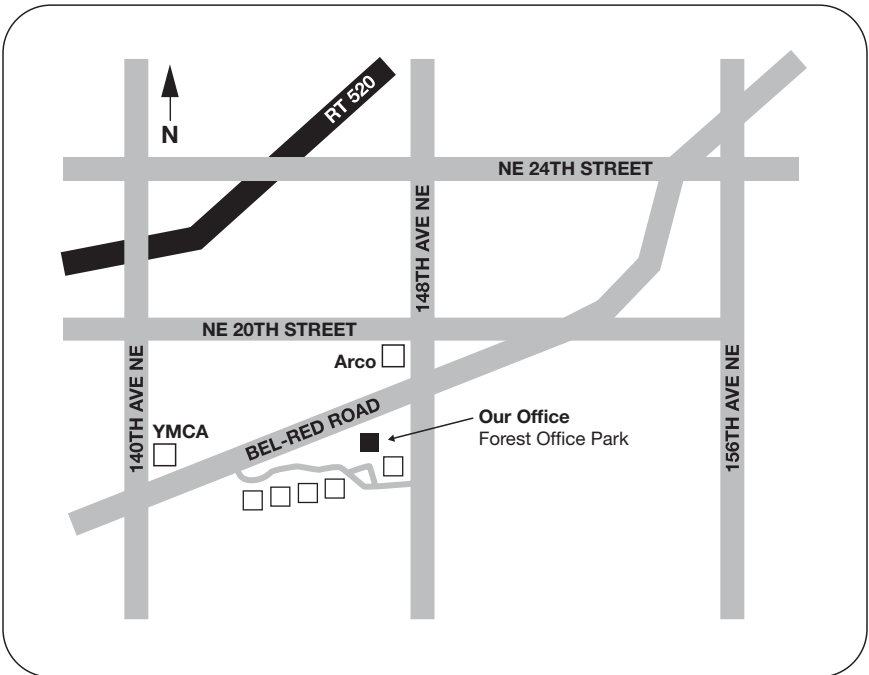 RT 520
N
NE 24TH STREET
148TH AVE NE
NE 20TH STREET
Arco
140TH AVE NE
156TH AVE NE
BEL-RED ROAD
YMCA
Our Office
Forest Office Park